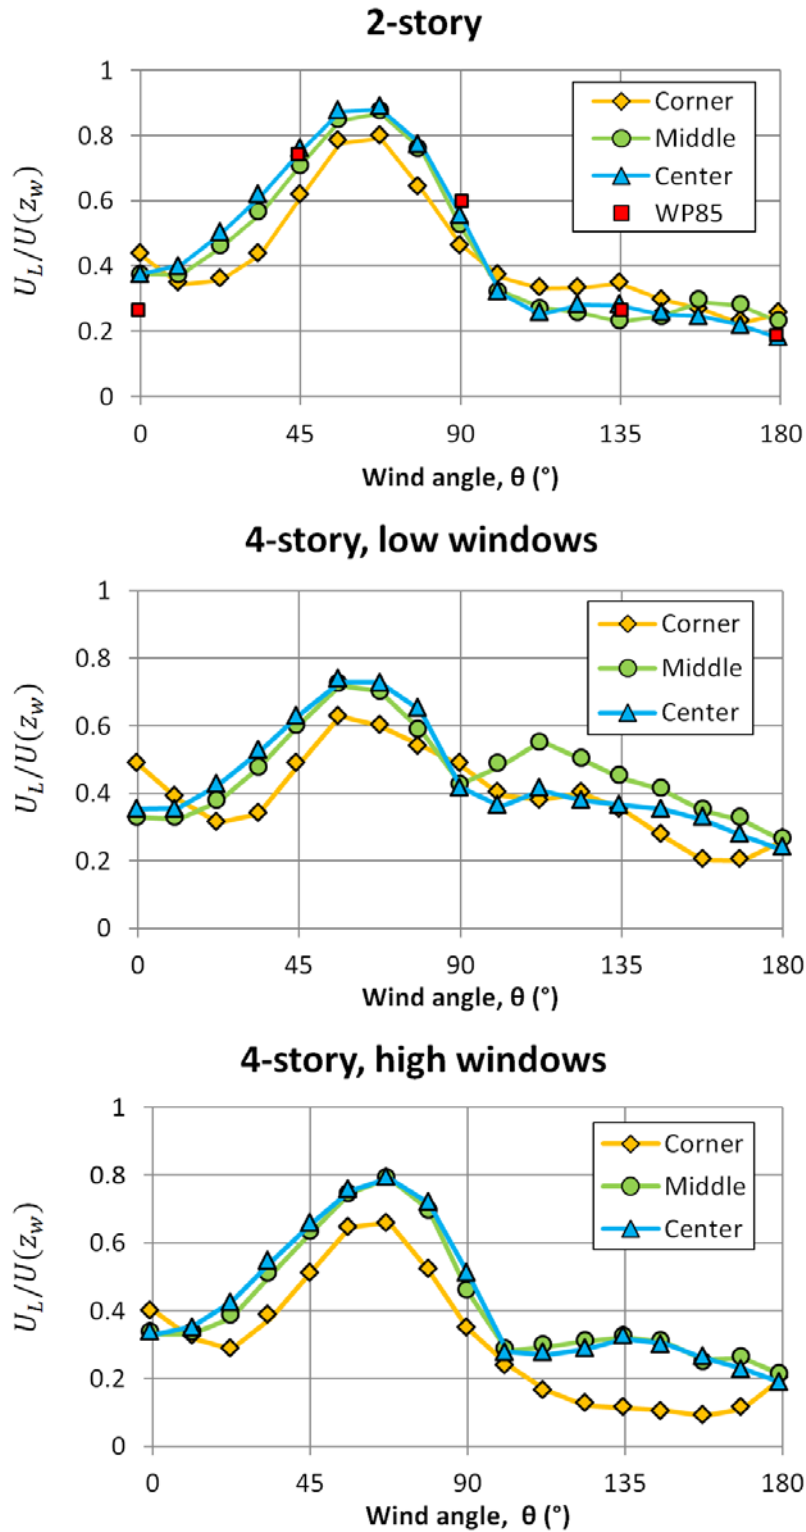 2-story
1
0.8
0.6
0.4
0.2
0
U_L/U(z_w)
Corner
Middle
Center
WP85
0 45 90 135 180
Wind angle, θ (°)
4-story, low windows
1
0.8
0.6
0.4
0.2
0
U_L/U(z_w)
Corner
Middle
Center
0 45 90 135 180
Wind angle, θ (°)
4-story, high windows
1
0.8
0.6
0.4
0.2
0
U_L/U(z_w)
Corner
Middle
Center
0 45 90 135 180
Wind angle, θ (°)